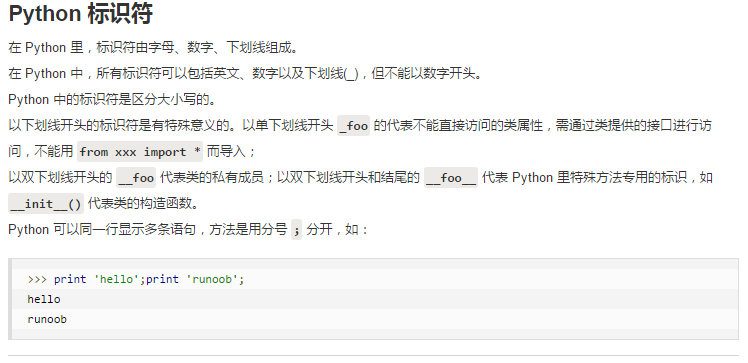 Python 标识符
在 Python 里，标识符由字母、数字、下划线组成。
在 Python 中，所有标识符可以包括英文、数字以及下划线(_)，但不能以数字开头。
Python 中的标识符是区分大小写的。
以下划线开头的标识符是有特殊意义的。以单下划线开头 _foo 的代表不能直接访问的类属性，需通过类提供的接口进行访
问，不能用 from xxx import * 而导入；
以双下划线开头的 __foo 代表类的私有成员；以双下划线开头和结尾的 __foo__ 代表 Python 里特殊方法专用的标识，如
__init__() 代表类的构造函数。
Python 可以同一行显示多条语句，方法是用分号 ; 分开，如：
>>> print 'hello';print 'runoob';
hello
runoob